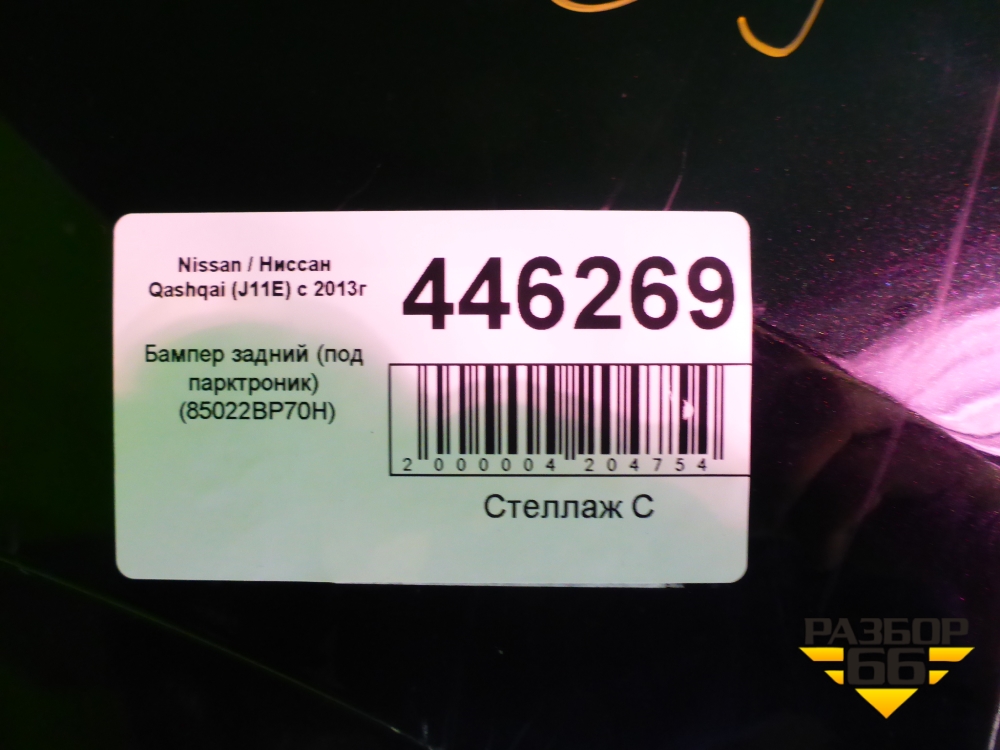 Nissan / Ниссан
Qashqai (J11E) с 2013г
446269
Бампер задний (под
парктроник)
(85022BP70H)
2 000004 204754
Стеллаж С
РАЗБОР
66